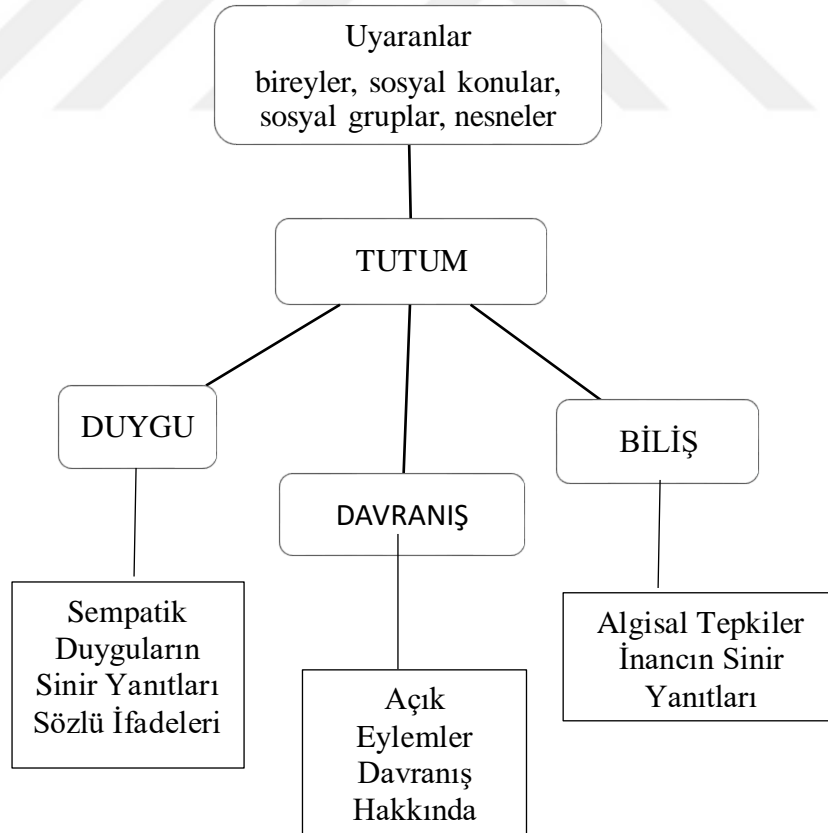 Uyaranlar
bireyler, sosyal konular,
sosyal gruplar, nesneler
TUTUM
DUYGU
DAVRANIŞ
BİLİŞ
Sempatik
Duyguların
Sinir Yanıtları
Sözlü İfadeleri
Açık
Eylemler
Davranış
Hakkında
Algisal Tepkiler
İnancın Sinir
Yanıtları